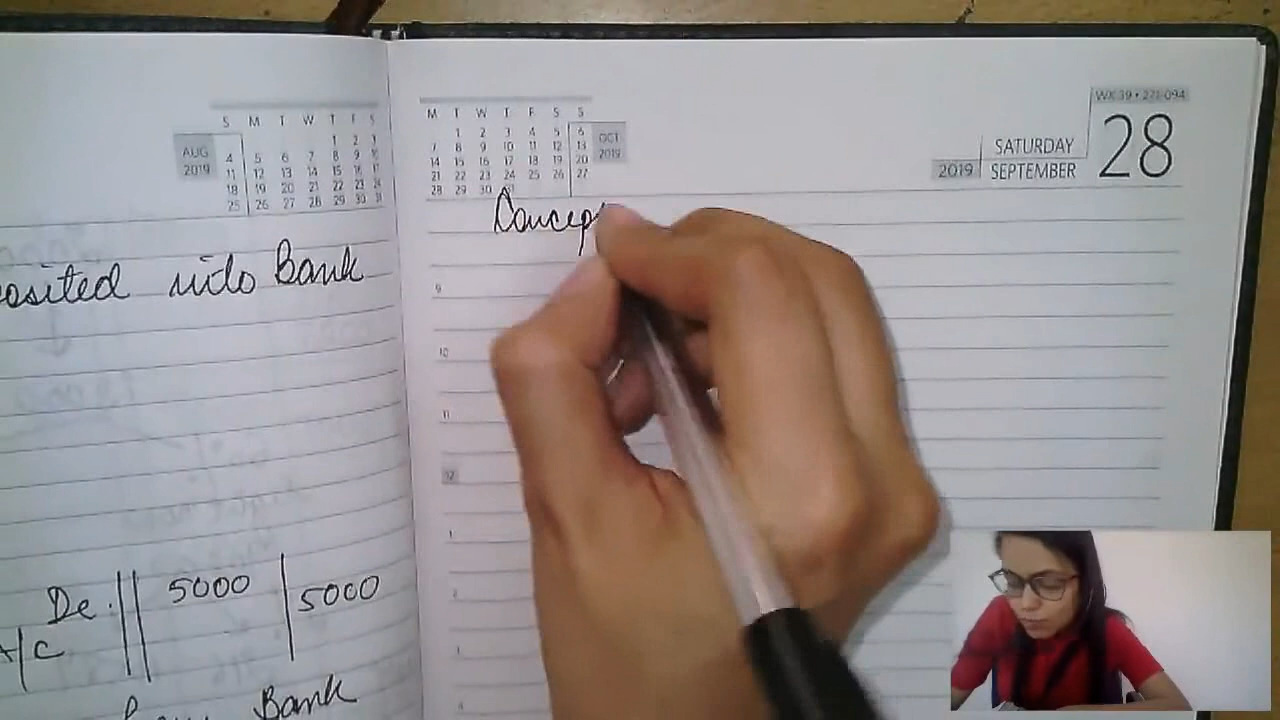 S M T W T F S
AUG 2019
1 2 3
4 5 6 7 8 9 10
11 12 13 14 15 16 17
18 19 20 21 22 23 24
25 26 27 28 29 30 31
osited into Bank
De. 5000 5000
A/C
Bank
M T W T F S S
OCT 2019
1 2 3 4 5 6
7 8 9 10 11 12 13
14 15 16 17 18 19 20
21 22 23 24 25 26 27
28 29 30 31
WK 39 • 271-094
2019 SATURDAY SEPTEMBER 28
Concep
9
10
11
12
1
2